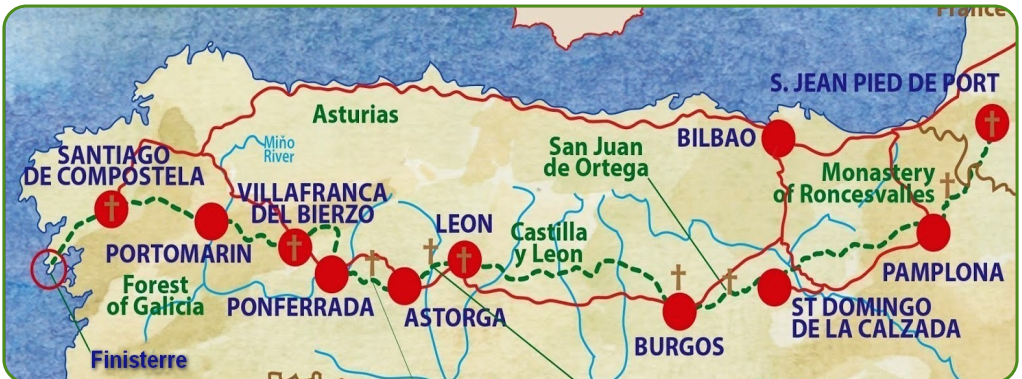 France
S. JEAN PIED DE PORT
Asturias
BILBAO
Miño
River
San Juan
de Ortega
SANTIAGO
DE COMPOSTELA
Monastery
of Roncesvalles
VILLAFRANCA
DEL BIERZO
LEON
Castilla
y Leon
PORTOMARIN
PAMPLONA
Forest
of Galicia
PONFERRADA
ASTORGA
ST DOMINGO
DE LA CALZADA
BURGOS
Finisterre